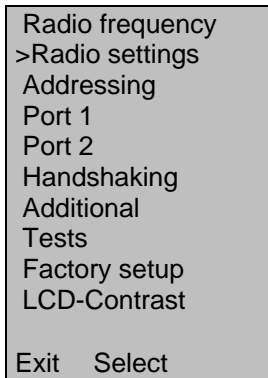 Radio frequency
>Radio settings
Addressing
Port 1
Port 2
Handshaking
Additional
Tests
Factory setup
LCD-Contrast
Exit Select